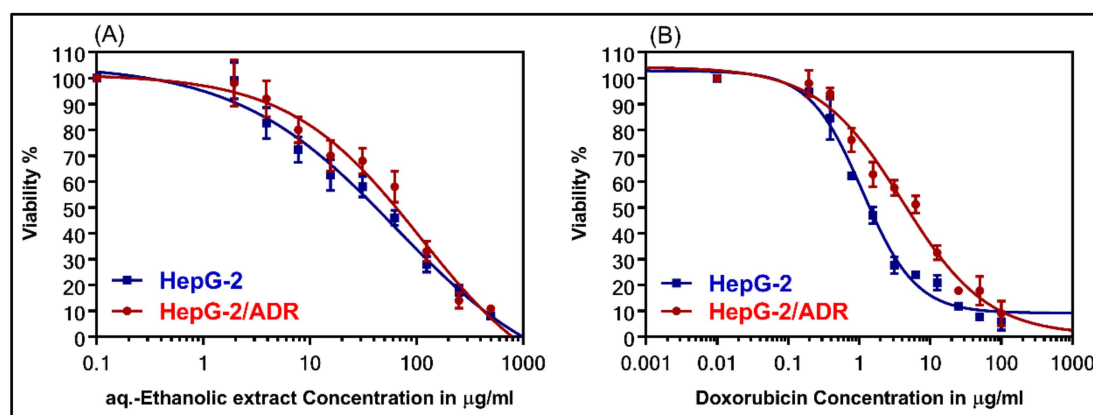 (A)
Viability %
110
100
90
80
70
60
50
40
30
20
10
0
HepG-2
HepG-2/ADR
0.1 1 10 100 1000
aq.-Ethanolic extract Concentration in μg/ml
(B)
Viability %
110
100
90
80
70
60
50
40
30
20
10
0
HepG-2
HepG-2/ADR
0.001 0.01 0.1 1 10 100 1000
Doxorubicin Concentration in μg/ml